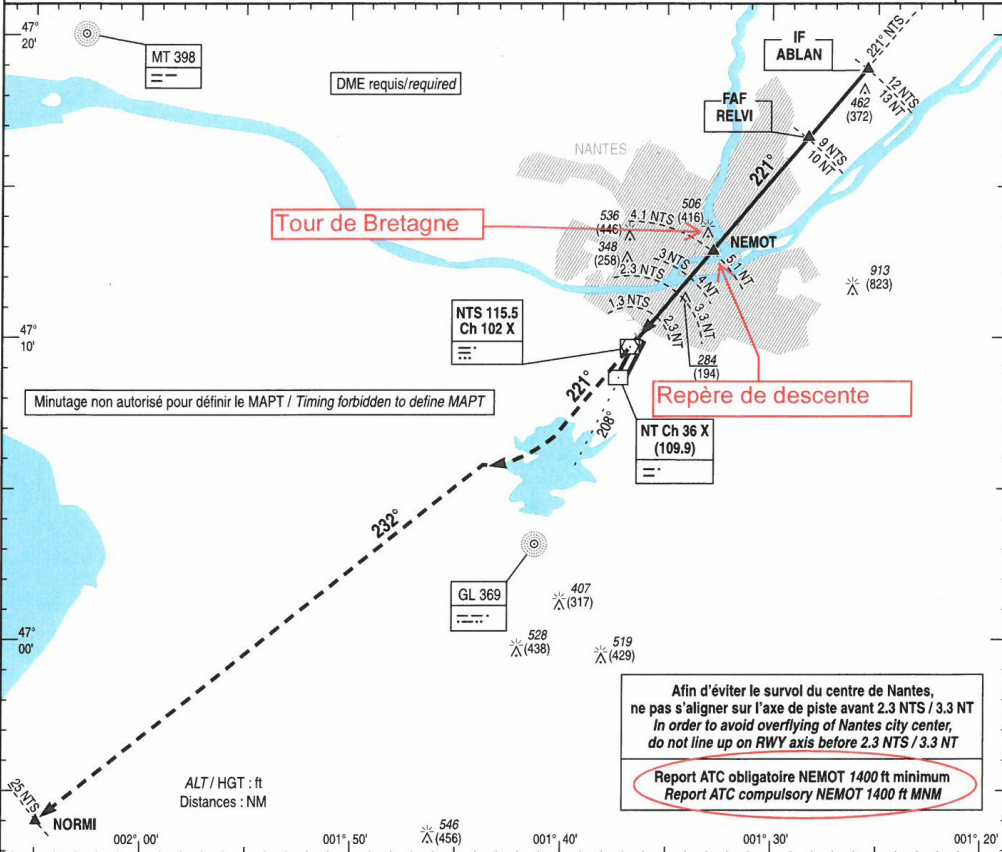 47°
20'
MT 398
DME requis/required
IF
ABLAN
221° NTS
12 NTS
13 NT
462
(372)
FAF
RELVI
9 NTS
10 NT
NANTES
221°
Tour de Bretagne
536
(446)
4.1 NTS
506
(416)
NEMOT
5.1 NT
348
(258)
3 NTS
4 NT
2.3 NTS
3.3 NT
913
(823)
1.3 NTS
2.3 NT
NTS 115.5
Ch 102 X
47°
10'
284
(194)
Repère de descente
221°
Minutage non autorisé pour définir le MAPT / Timing forbidden to define MAPT
208°
NT Ch 36 X
(109.9)
232°
GL 369
407
(317)
47°
00'
528
(438)
519
(429)
Afin d'éviter le survol du centre de Nantes,
ne pas s'aligner sur l'axe de piste avant 2.3 NTS / 3.3 NT
In order to avoid overflying of Nantes city center,
do not line up on RWY axis before 2.3 NTS / 3.3 NT
Report ATC obligatoire NEMOT 1400 ft minimum
Report ATC compulsory NEMOT 1400 ft MNM
25 NTS
NORMI
ALT / HGT : ft
Distances : NM
546
(456)
002° 00'
001° 50'
001° 40'
001° 30'
001° 20'